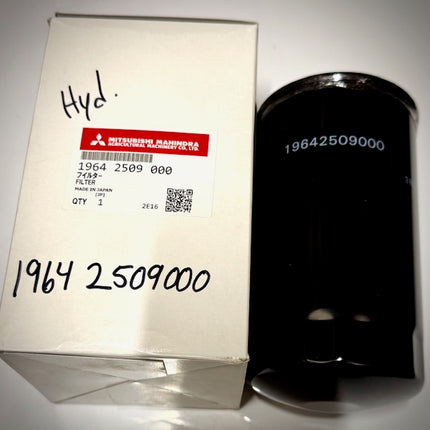 Hyd.
MITSUBISHI MAHINDRA
AGRICULTURAL MACHINERY CO., LTD.
1964 2509 000
フィルター
FILTER
MADE IN JAPAN
(JP)
QTY 1
2E16
1964 2509000
19642509000